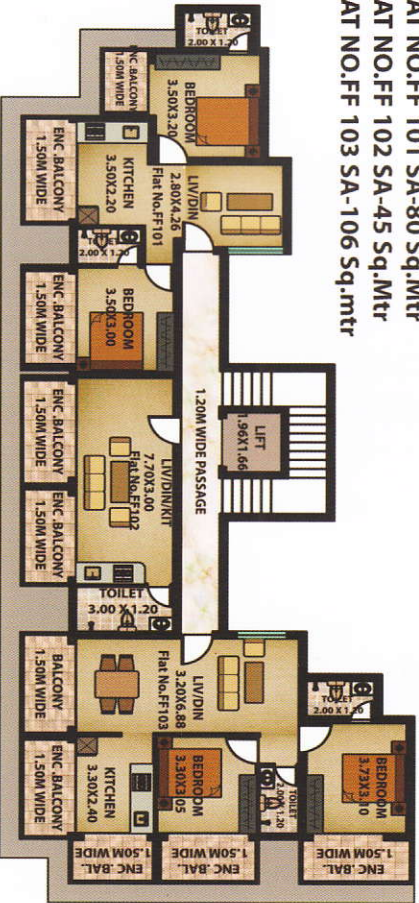 AT NO.FF 101 SA-80 Sq.Mtr
AT NO.FF 102 SA-45 Sq.Mtr
AT NO.FF 103 SA-106 Sq.mtr
TOILET
2.00 X 1.20
ENC.BALCONY
1.50M WIDE
BEDROOM
3.50X3.20
ENC .BALCONY
1.50M WIDE
KITCHEN
3.50X2.20
LIV/DIN
2.80X4.26
Flat No.FF101
TOILET
2.00 X 1.20
ENC .BALCONY
1.50M WIDE
BEDROOM
3.50X3.00
1.20M WIDE PASSAGE
LIFT
1.96X1.66
ENC .BALCONY
1.50M WIDE
LIV/DIN/KIT
7.70X3.00
Flat No.FF102
ENC .BALCONY
1.50M WIDE
TOILET
3.00 X 1.20
BALCONY
1.50M WIDE
LIV/DIN
3.20X6.88
Flat No.FF103
TOILET
2.00 X 1.20
ENC .BALCONY
1.50M WIDE
KITCHEN
3.30X2.40
BEDROOM
3.30X3.05
TOILET
2.00X1.20
BEDROOM
3.73X3.10
ENC. BAL.
1.50M WIDE
ENC. BAL.
1.50M WIDE
ENC. BAL.
1.50M WIDE